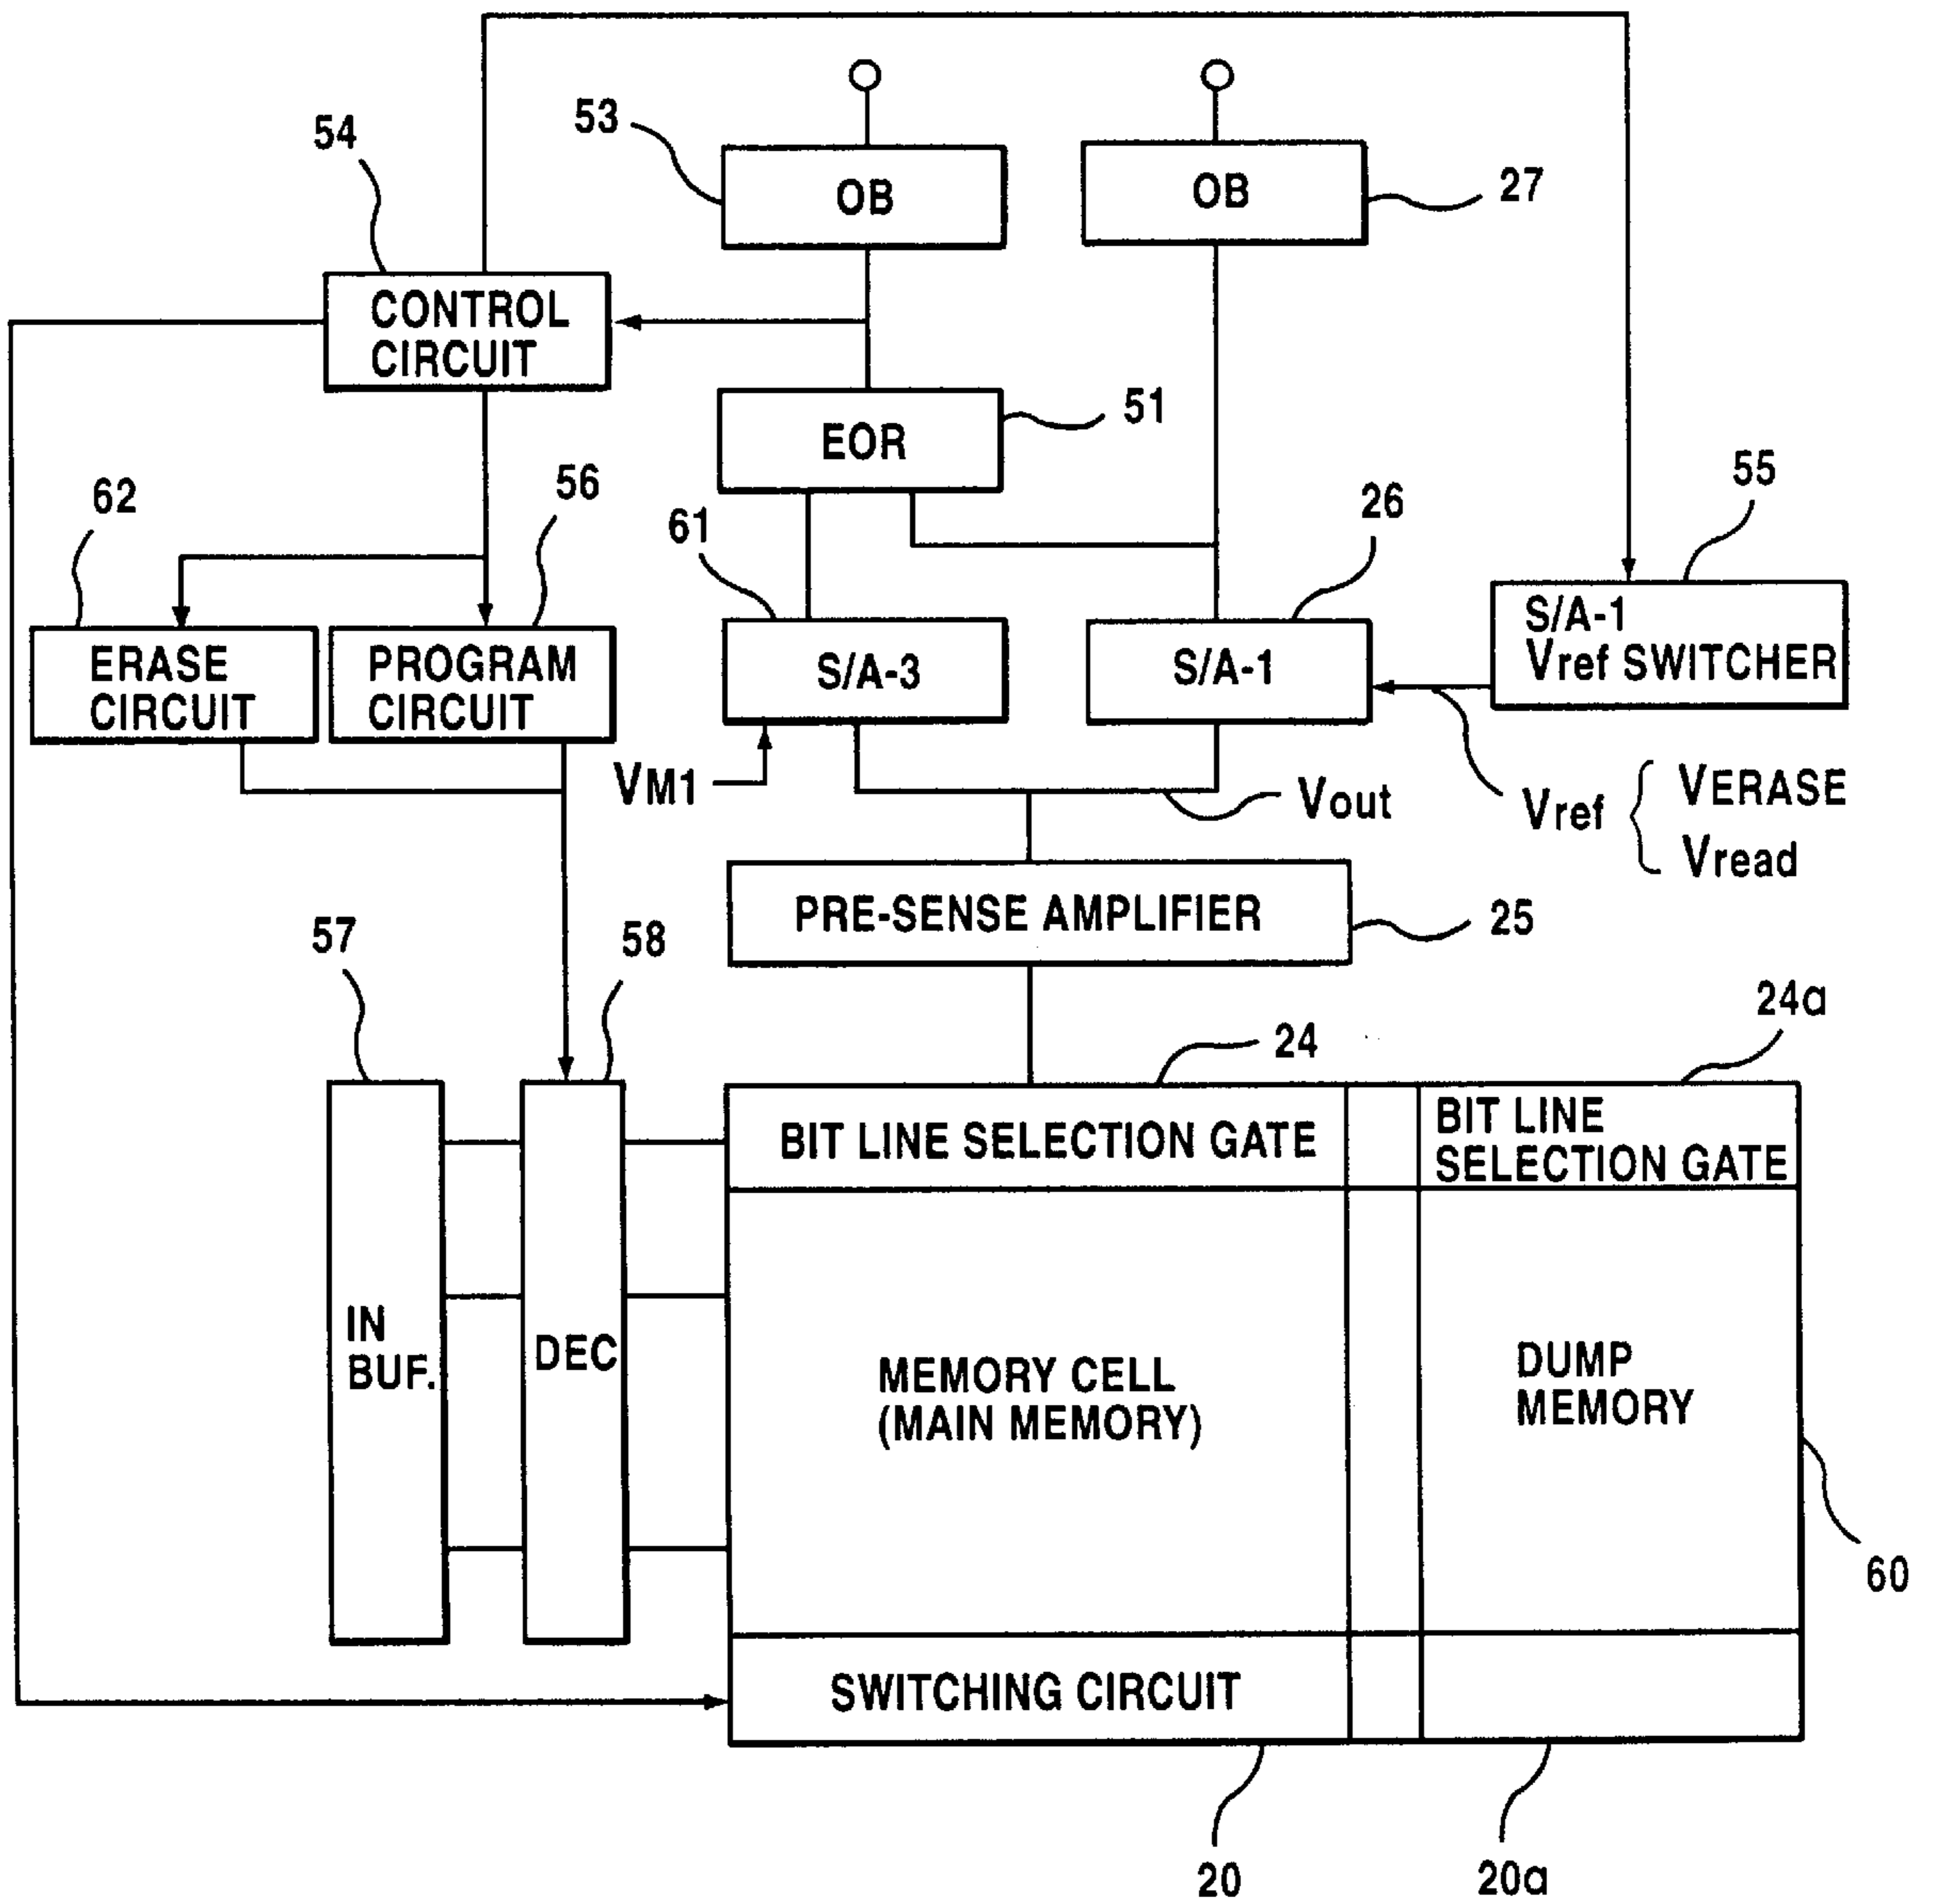 53
54
OB
OB
27
CONTROL
CIRCUIT
51
EOR
62
56
61
26
55
ERASE
CIRCUIT
PROGRAM
CIRCUIT
S/A-3
S/A-1
S/A-1
Vref SWITCHER
VM1
Vout
Vref
VERASE
Vread
PRE-SENSE AMPLIFIER
25
57
58
24
24a
BIT LINE SELECTION GATE
BIT LINE
SELECTION GATE
IN
BUF.
DEC
MEMORY CELL
(MAIN MEMORY)
DUMP
MEMORY
60
SWITCHING CIRCUIT
20
20a